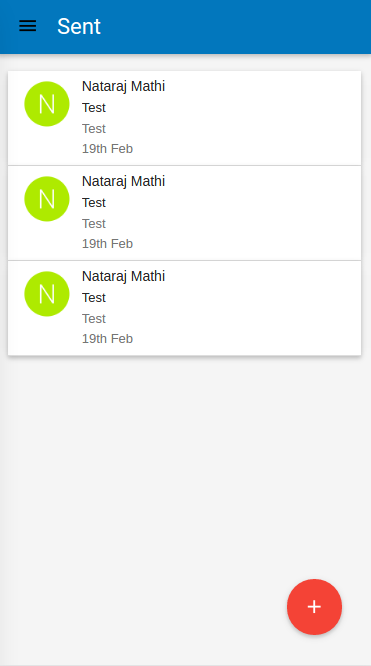 Sent
N
Nataraj Mathi
Test
Test
19th Feb
N
Nataraj Mathi
Test
Test
19th Feb
N
Nataraj Mathi
Test
Test
19th Feb
+